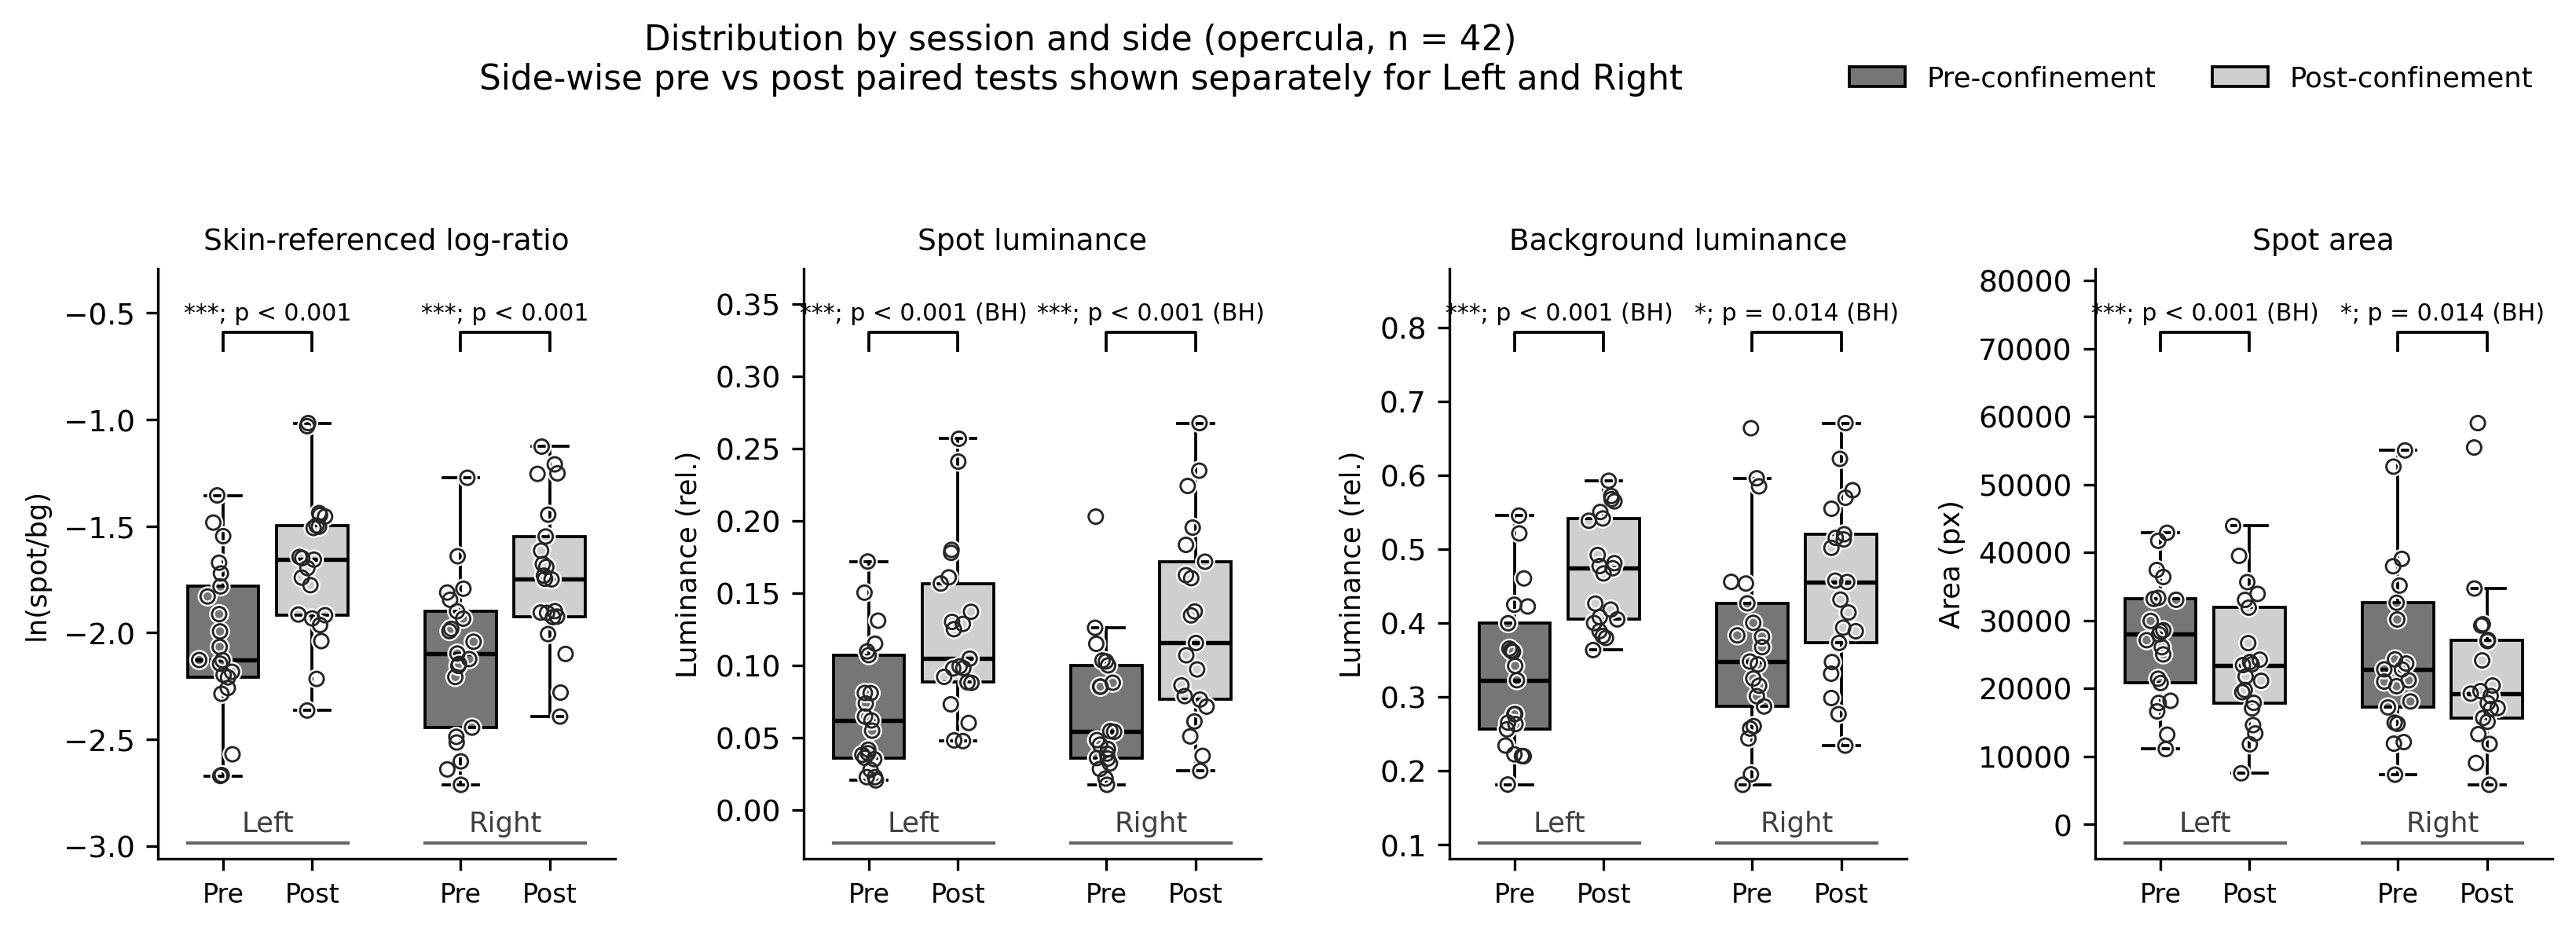 Distribution by session and side (opercula, n = 42)
Side-wise pre vs post paired tests shown separately for Left and Right
Pre-confinement
Post-confinement
Skin-referenced log-ratio
ln(spot/bg)
−0.5
−1.0
−1.5
−2.0
−2.5
−3.0
***; p < 0.001
***; p < 0.001
Left
Right
Pre
Post
Pre
Post
Spot luminance
Luminance (rel.)
0.35
0.30
0.25
0.20
0.15
0.10
0.05
0.00
***; p < 0.001 (BH)
***; p < 0.001 (BH)
Left
Right
Pre
Post
Pre
Post
Background luminance
Luminance (rel.)
0.8
0.7
0.6
0.5
0.4
0.3
0.2
0.1
***; p < 0.001 (BH)
*; p = 0.014 (BH)
Left
Right
Pre
Post
Pre
Post
Spot area
Area (px)
80000
70000
60000
50000
40000
30000
20000
10000
0
***; p < 0.001 (BH)
*; p = 0.014 (BH)
Left
Right
Pre
Post
Pre
Post